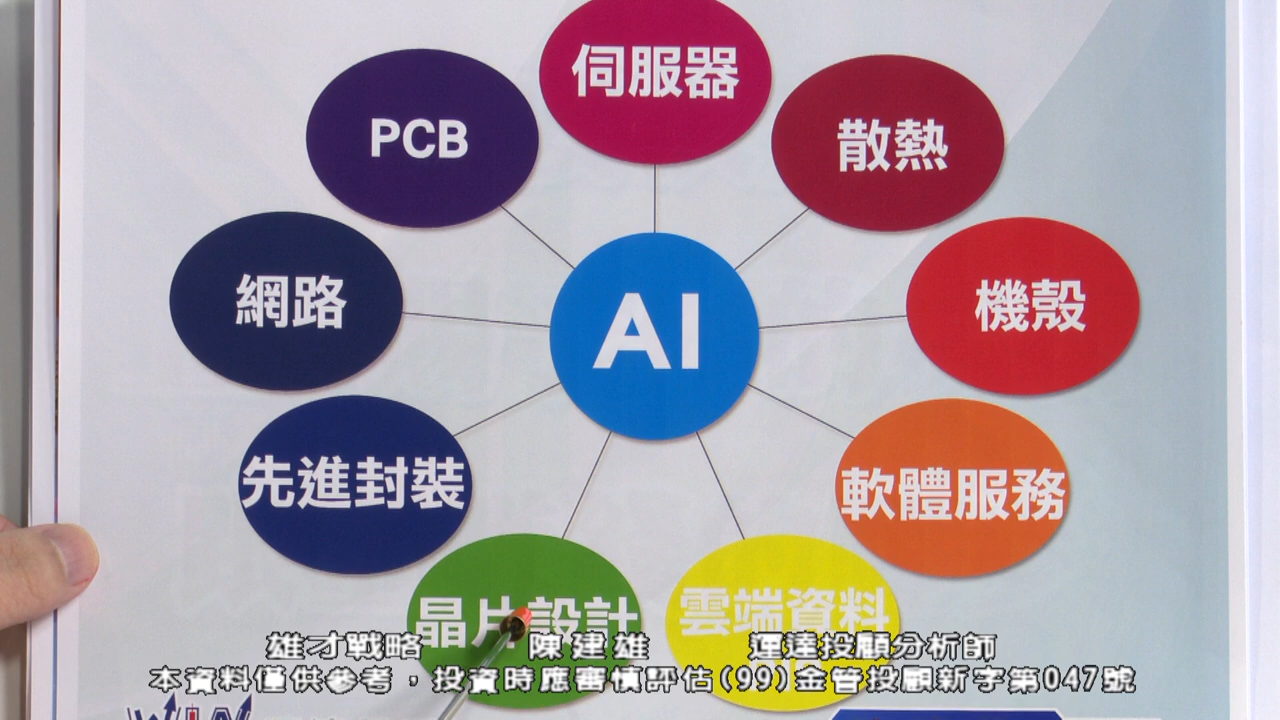 伺服器
PCB
散熱
網路
AI
機殼
先進封裝
軟體服務
晶片設計
雲端資料
雄才戰略 陳建雄 運達投顧分析師
本資料僅供參考，投資時應審慎評估(99)金管投顧新字第047號